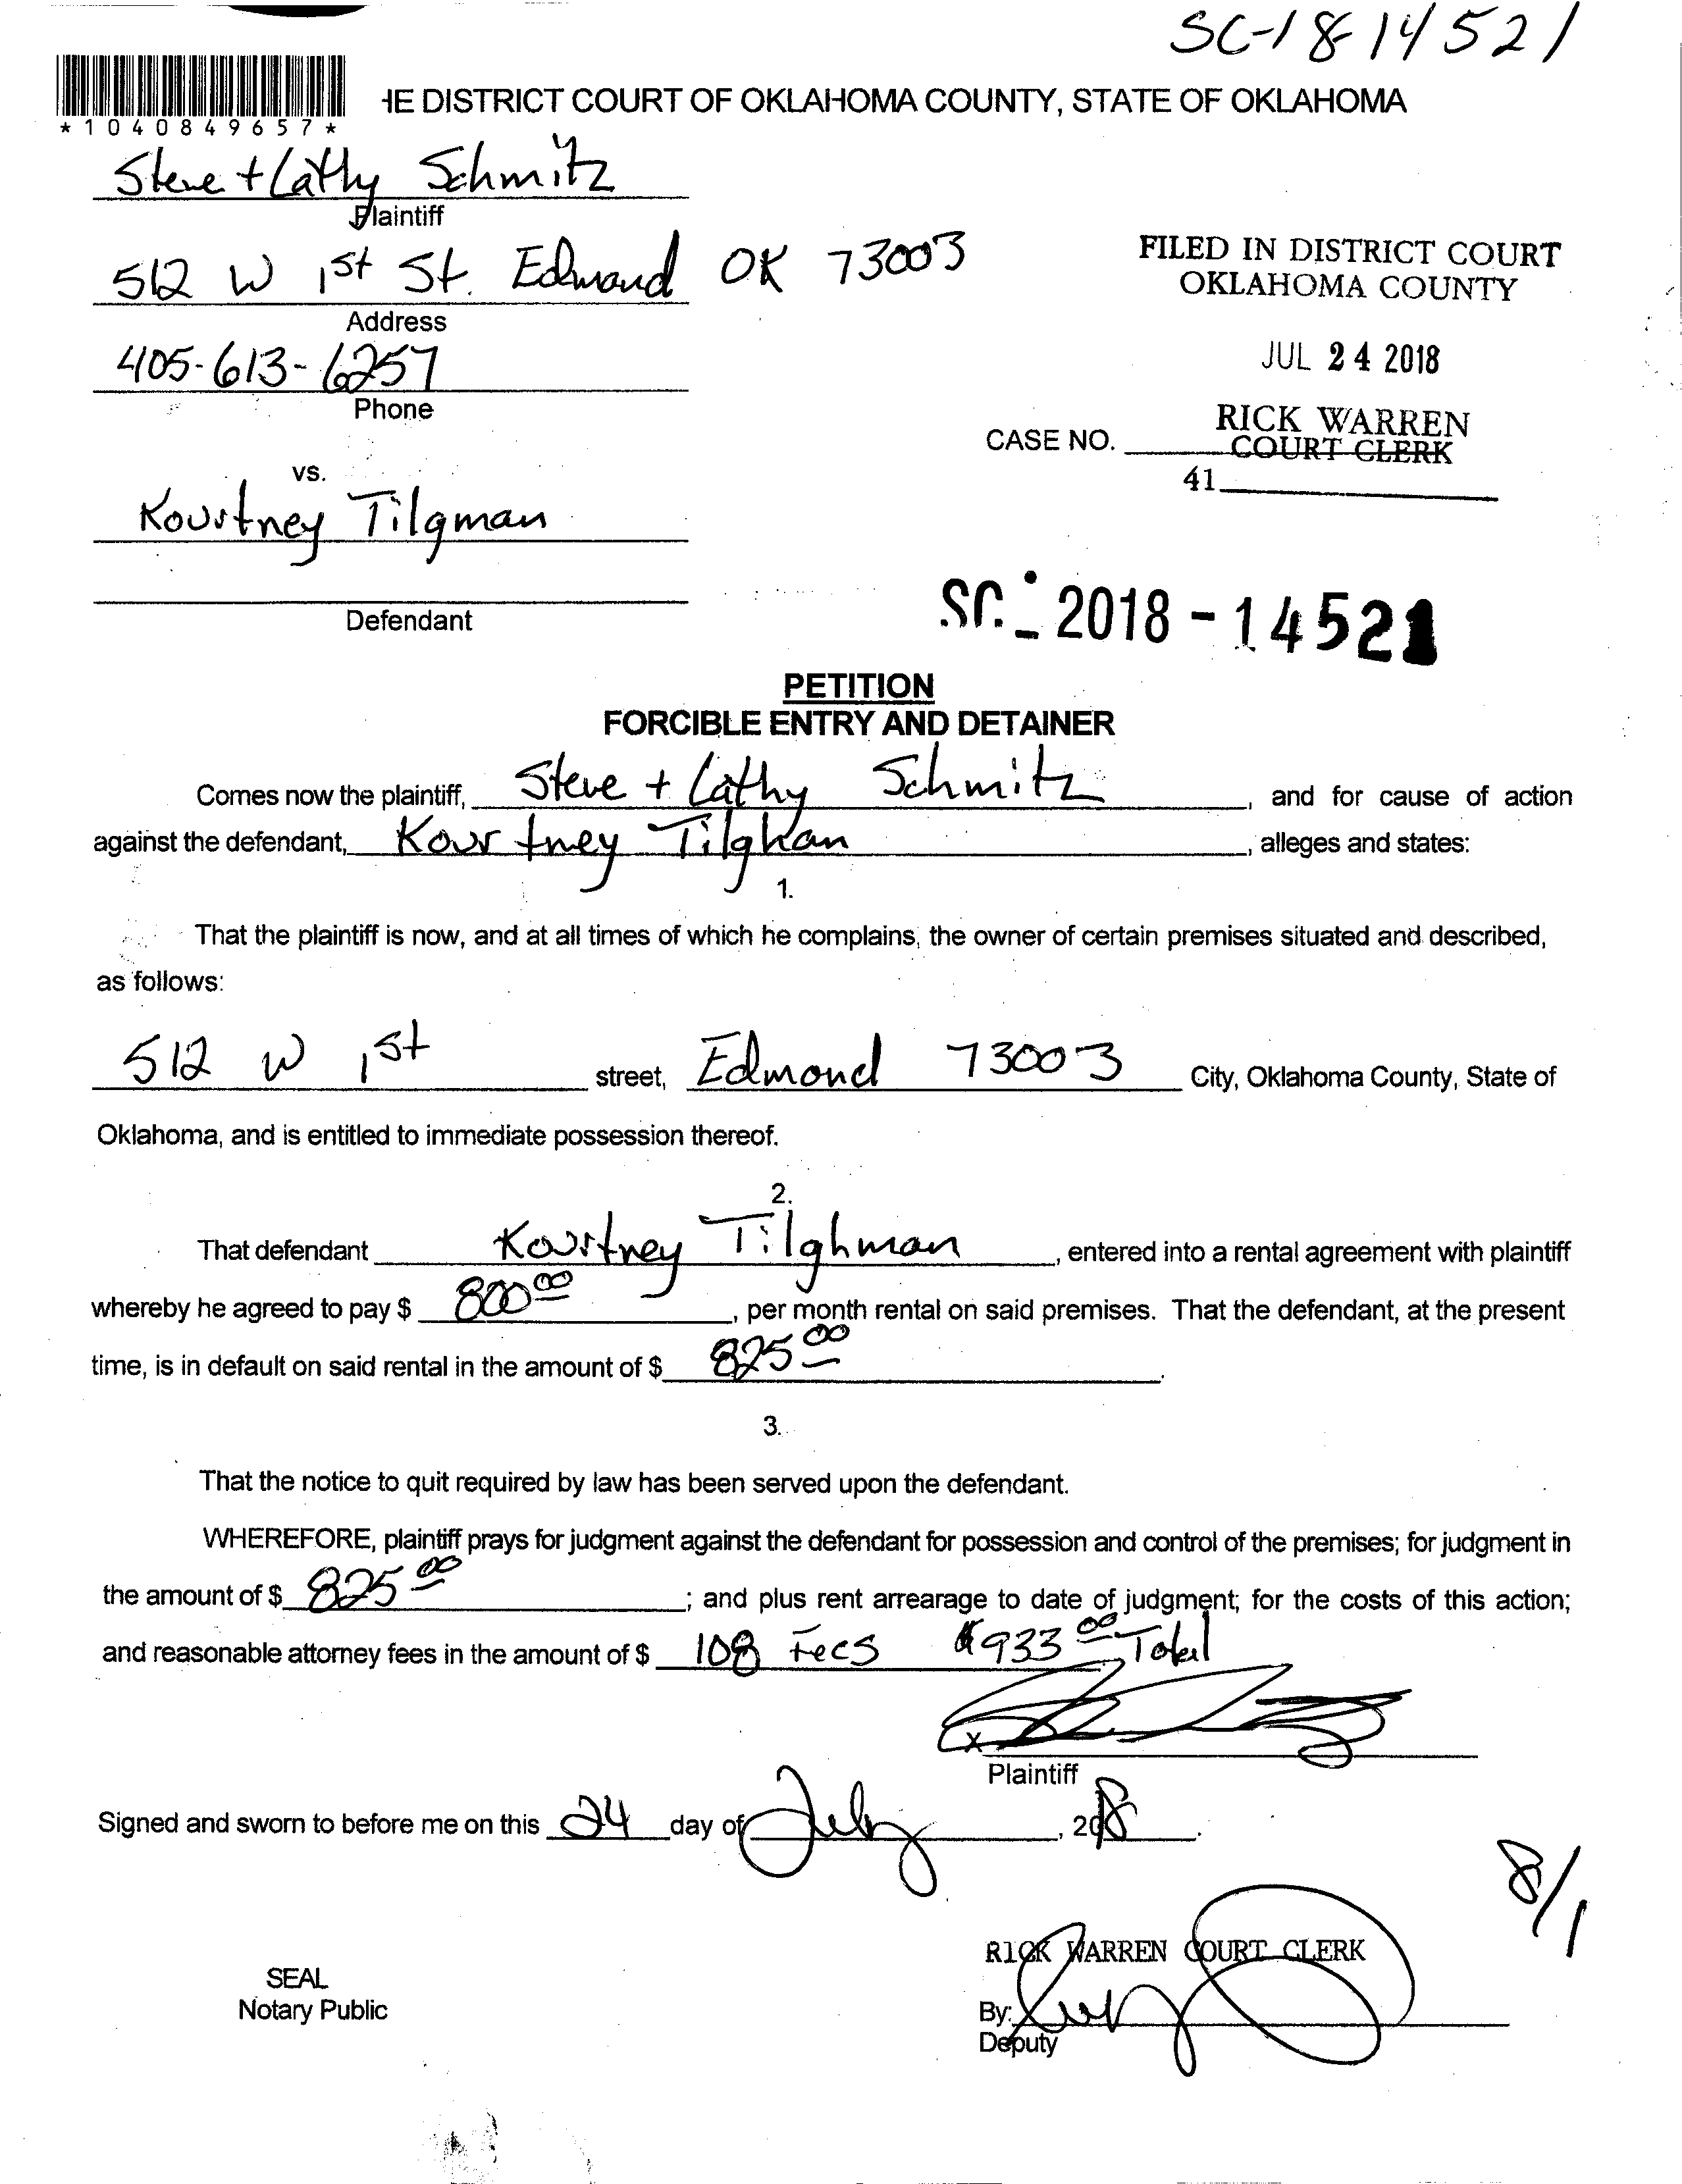 SC-18-14521
*1040849657*
HE DISTRICT COURT OF OKLAHOMA COUNTY, STATE OF OKLAHOMA
Steve + Cathy Schmitz
Plaintiff
512 W 1st St. Edmond OK 73003
Address
FILED IN DISTRICT COURT
OKLAHOMA COUNTY
405-613-6257
Phone
JUL 24 2018
RICK WARREN
COURT CLERK
CASE NO.
41
vs.
Kourtney Tilgman
Defendant
SC - 2018 - 14521
PETITION
FORCIBLE ENTRY AND DETAINER
Comes now the plaintiff, Steve + Cathy Schmitz, and for cause of action
against the defendant, Kourtney Tilghan, alleges and states:
1.
That the plaintiff is now, and at all times of which he complains, the owner of certain premises situated and described,
as follows:
512 W 1st street, Edmond 73003 City, Oklahoma County, State of
Oklahoma, and is entitled to immediate possession thereof.
2.
That defendant Kourtney Tilghman, entered into a rental agreement with plaintiff
whereby he agreed to pay $ 800 00, per month rental on said premises. That the defendant, at the present
time, is in default on said rental in the amount of $ 825 00.
3.
That the notice to quit required by law has been served upon the defendant.
WHEREFORE, plaintiff prays for judgment against the defendant for possession and control of the premises; for judgment in
the amount of $ 825 00; and plus rent arrearage to date of judgment; for the costs of this action;
and reasonable attorney fees in the amount of $ 108 Fees $933 00 Total
X
Plaintiff
Signed and sworn to before me on this 24 day of July, 2018.
8/1
RICK WARREN COURT CLERK
SEAL
Notary Public
By:
Deputy